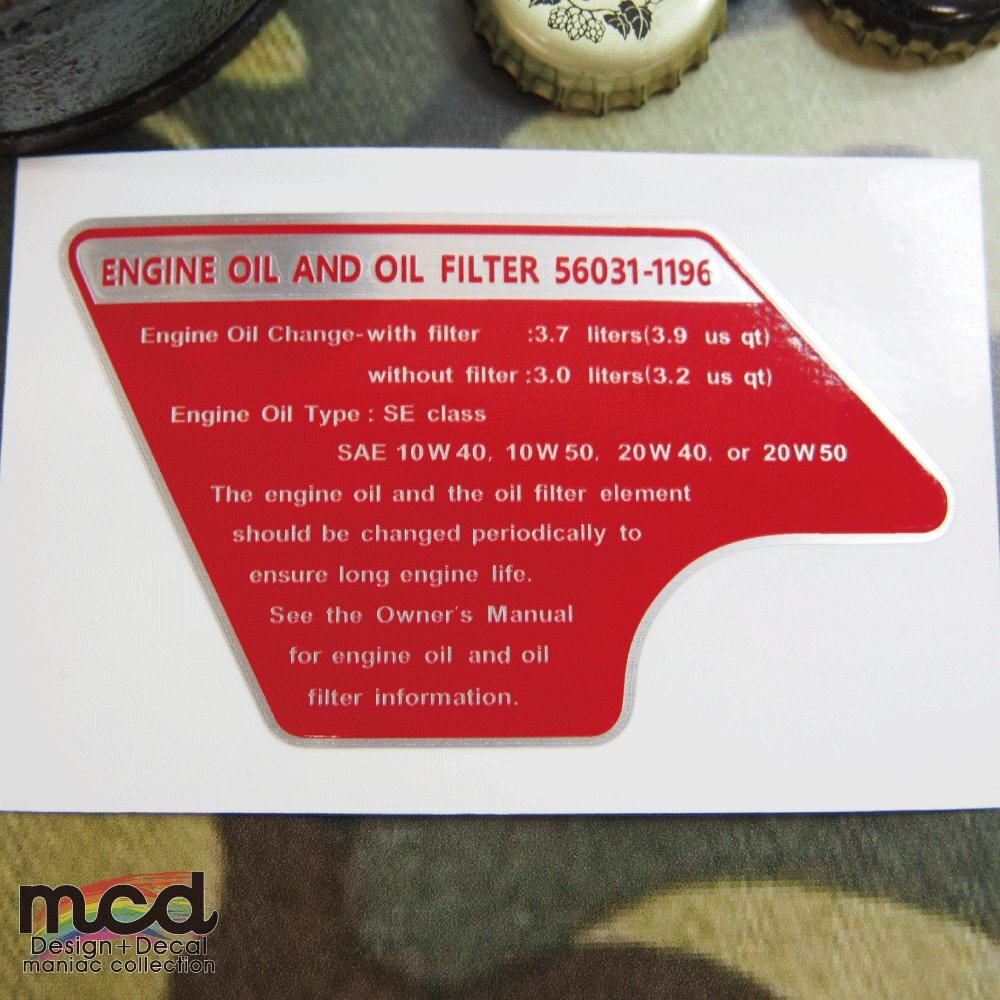 ENGINE OIL AND OIL FILTER 56031-1196
Engine Oil Change-with filter :3.7 liters(3.9 us qt)
without filter :3.0 liters(3.2 us qt)
Engine Oil Type : SE class
SAE 10W40, 10W50, 20W40, or 20W50
The engine oil and the oil filter element
should be changed periodically to
ensure long engine life.
See the Owner's Manual
for engine oil and oil
filter information.
mcd
Design+Decal
maniac collection